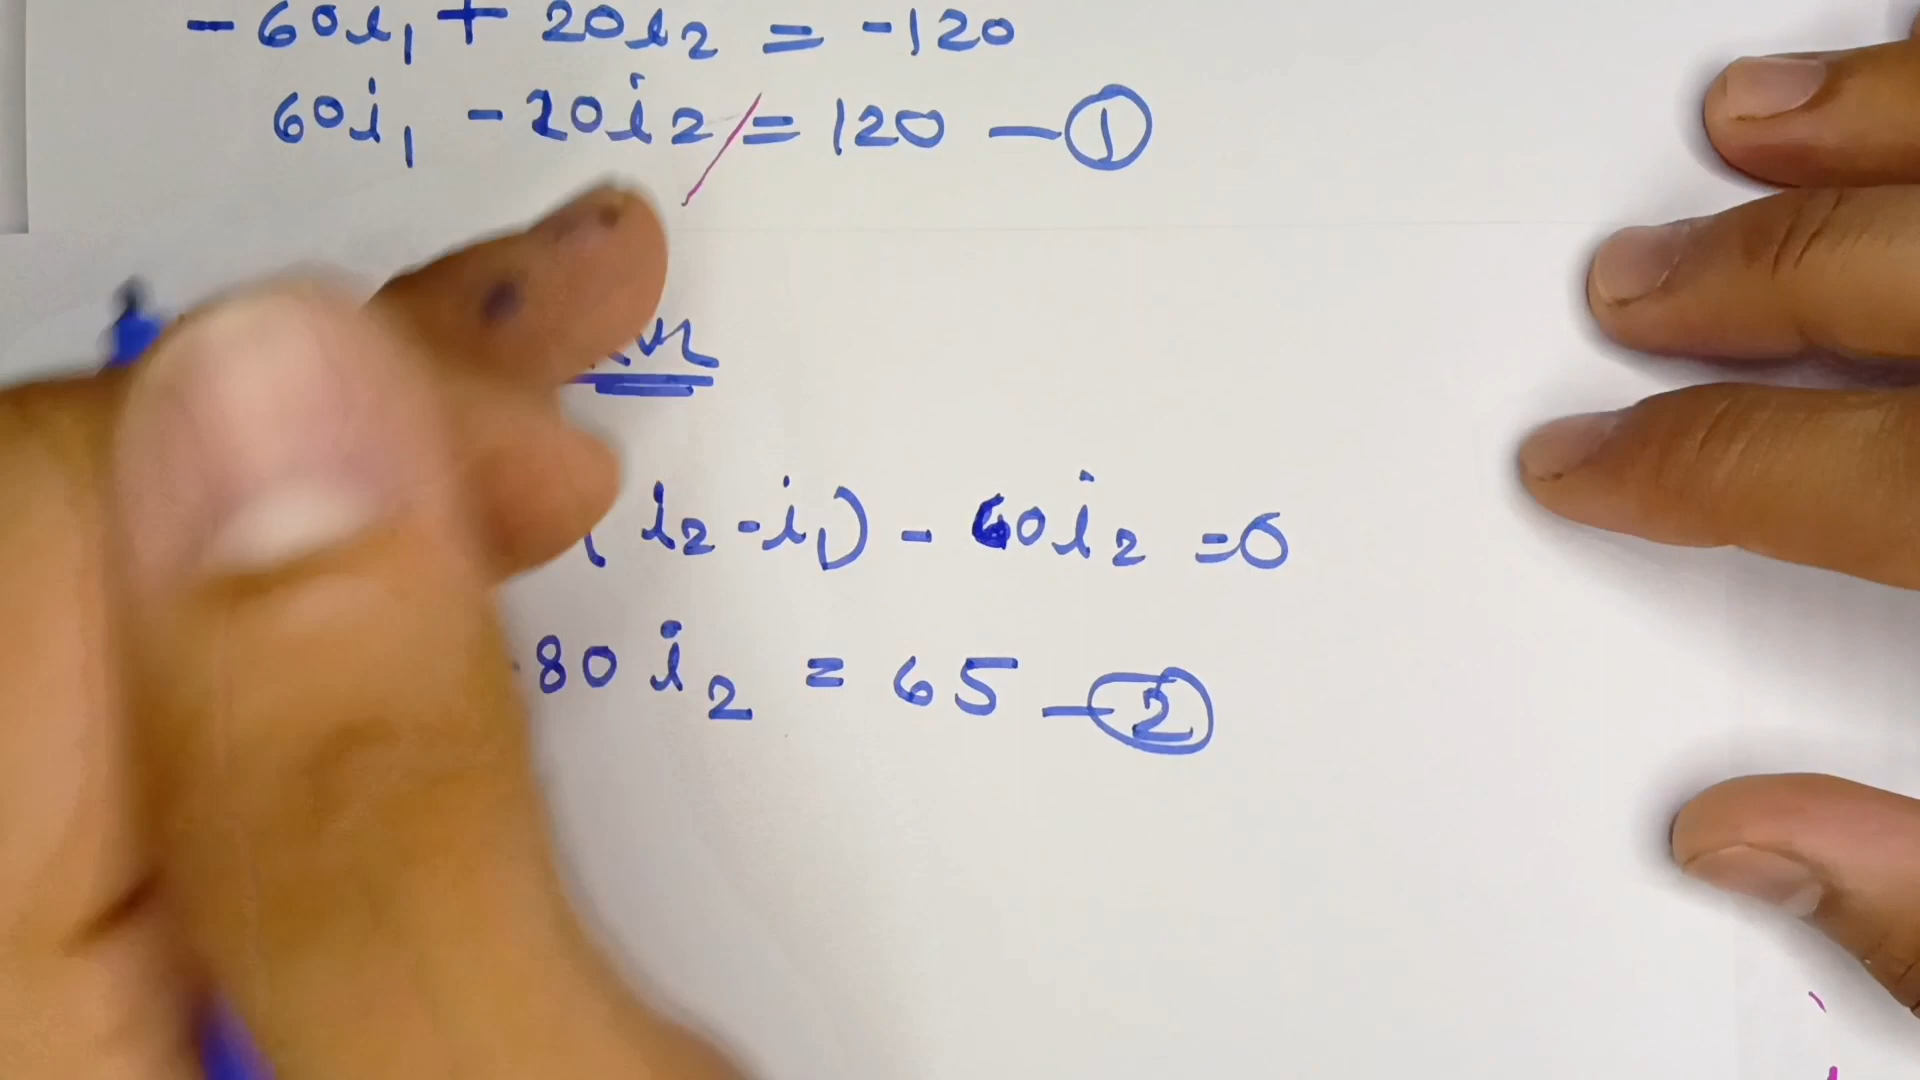 - 60i₁ + 20i₂ = -120
60i₁ - 20i₂ = 120 — ①
( i₂ - i₁) - 60i₂ = 0
-80 i₂ = 65 — ②